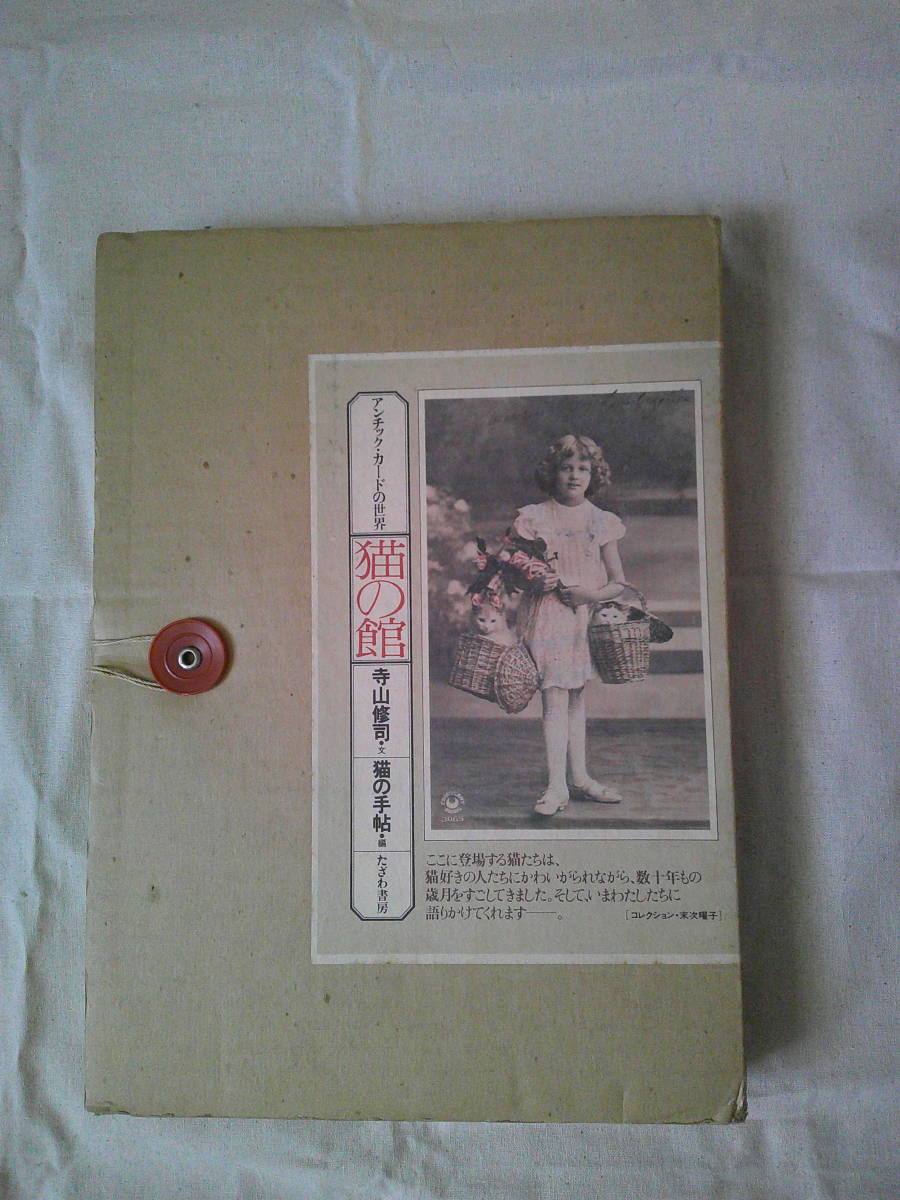 アンチック・カードの世界
猫の館
寺山修司・文
猫の手帖・編
たざわ書房
3065
ここに登場する猫たちは、
猫好きの人たちにかわいがられながら、数十年もの
歳月をすごしてきました。そして、いまわたしたちに
語りかけてくれます――。
[コレクション・末次曜子]